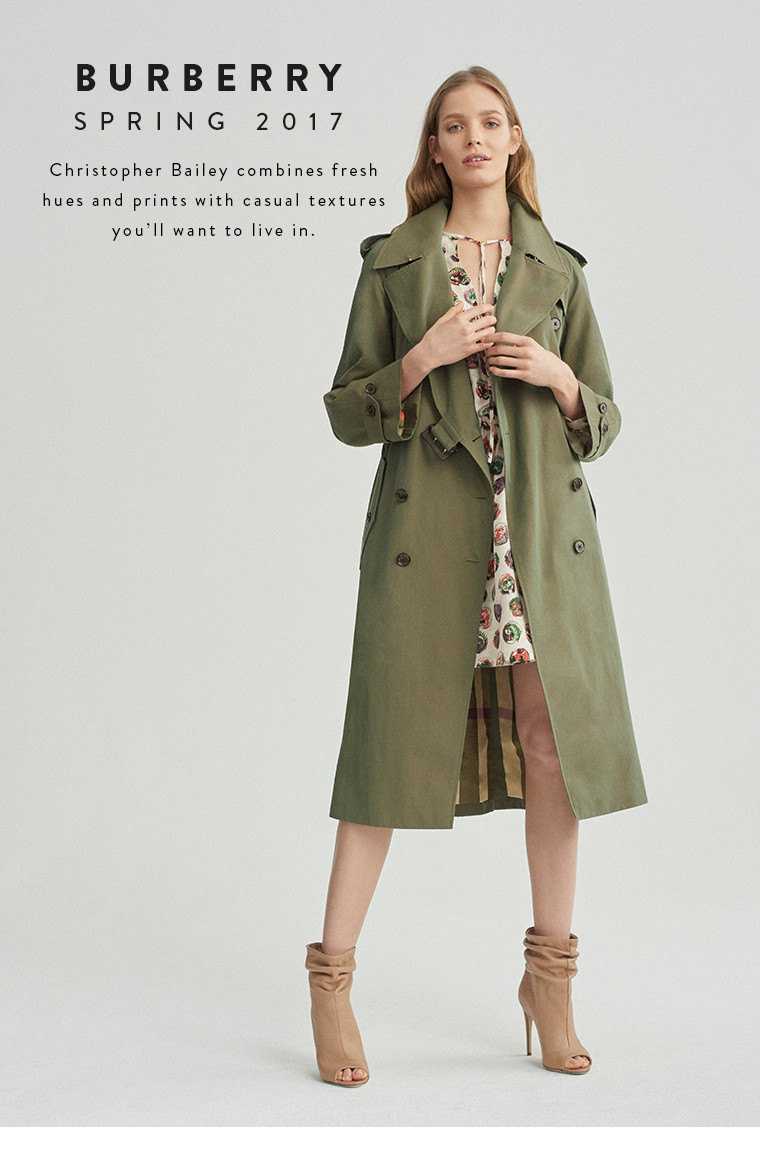 BURBERRY
SPRING 2017
Christopher Bailey combines fresh
hues and prints with casual textures
you'll want to live in.